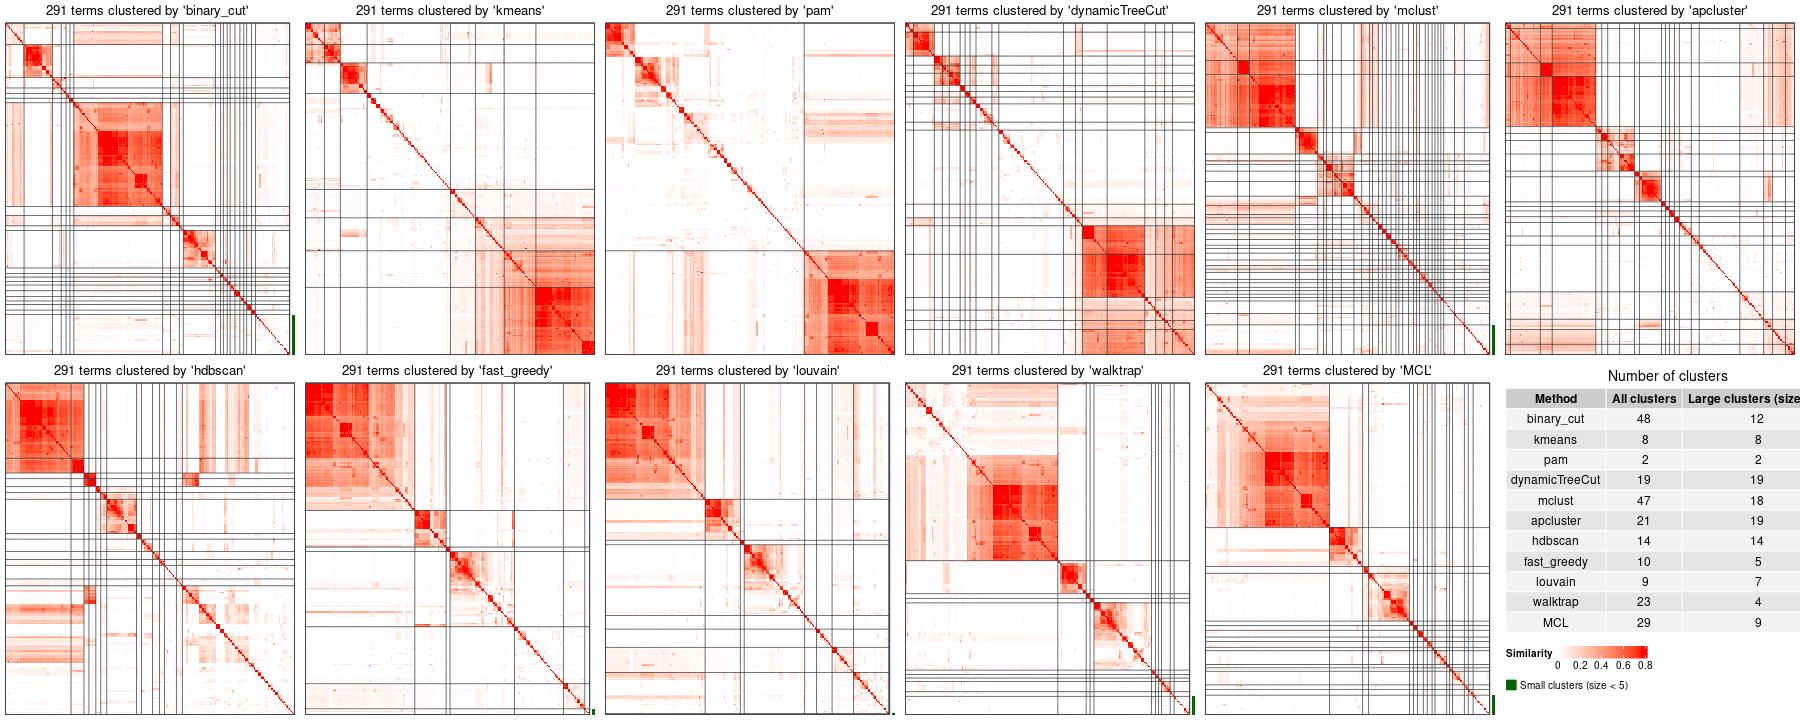 291 terms clustered by 'binary_cut'
291 terms clustered by 'kmeans'
291 terms clustered by 'pam'
291 terms clustered by 'dynamicTreeCut'
291 terms clustered by 'mclust'
291 terms clustered by 'apcluster'
291 terms clustered by 'hdbscan'
291 terms clustered by 'fast_greedy'
291 terms clustered by 'louvain'
291 terms clustered by 'walktrap'
291 terms clustered by 'MCL'
Number of clusters
Method All clusters Large clusters (size
binary_cut 48 12
kmeans 8 8
pam 2 2
dynamicTreeCut 19 19
mclust 47 18
apcluster 21 19
hdbscan 14 14
fast_greedy 10 5
louvain 9 7
walktrap 23 4
MCL 29 9
Similarity
0 0.2 0.4 0.6 0.8
Small clusters (size < 5)